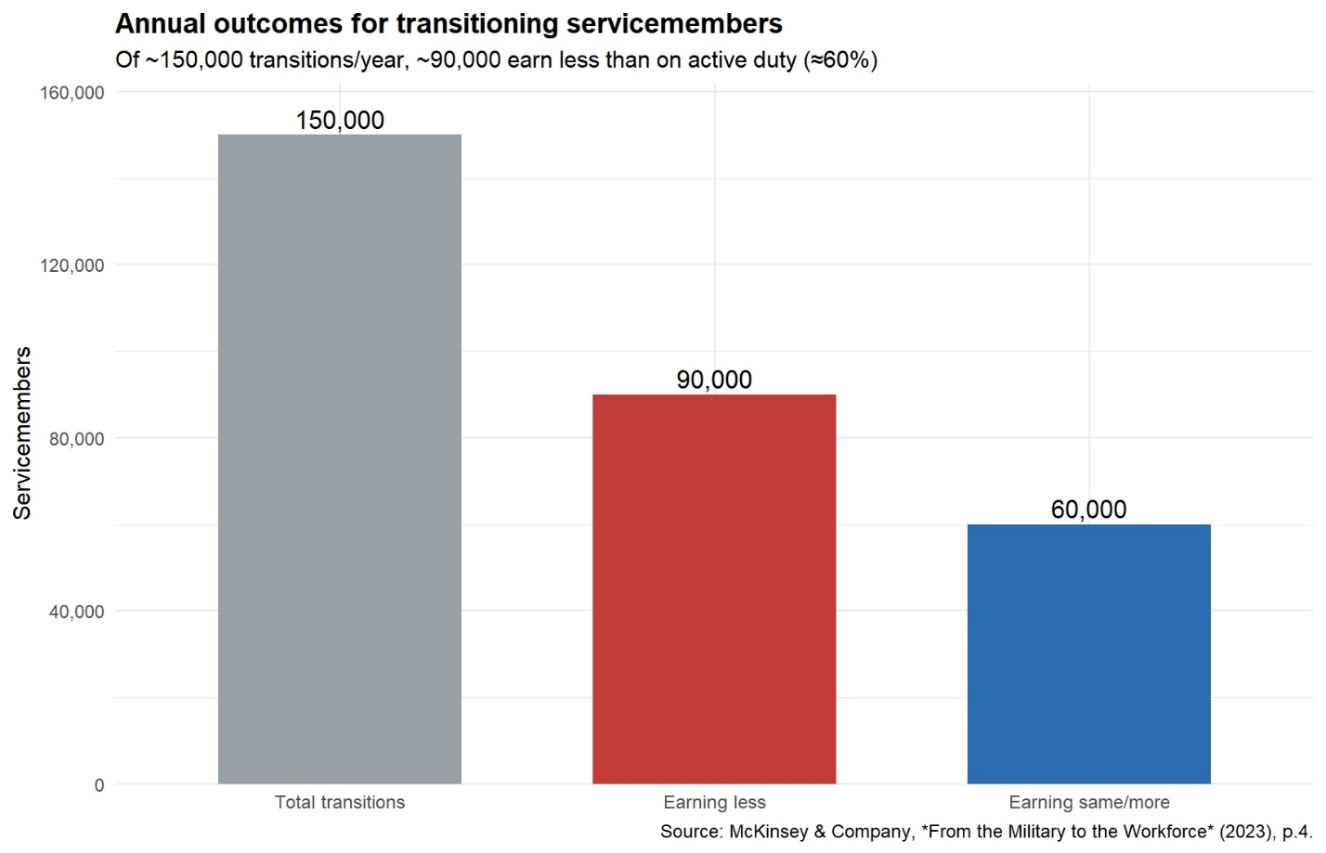 Annual outcomes for transitioning servicemembers
Of ~150,000 transitions/year, ~90,000 earn less than on active duty (≈60%)
160,000
150,000
120,000
90,000
80,000
60,000
40,000
0
Servicemembers
Total transitions
Earning less
Earning same/more
Source: McKinsey & Company, *From the Military to the Workforce* (2023), p.4.